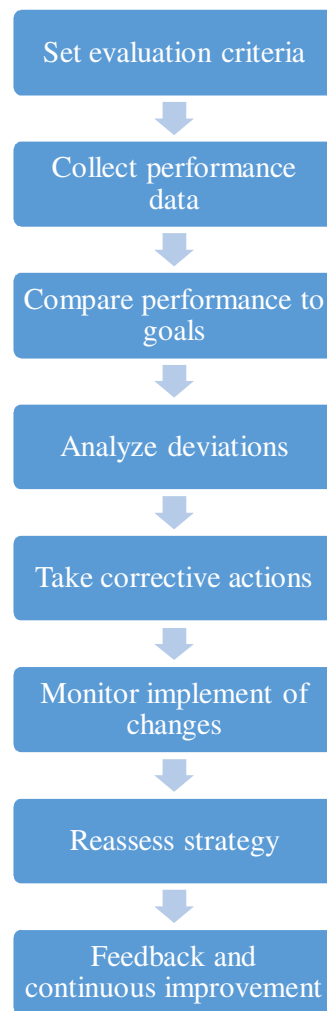 Set evaluation criteria
Collect performance
data
Compare performance to
goals
Analyze deviations
Take corrective actions
Monitor implement of
changes
Reassess strategy
Feedback and
continuous improvement